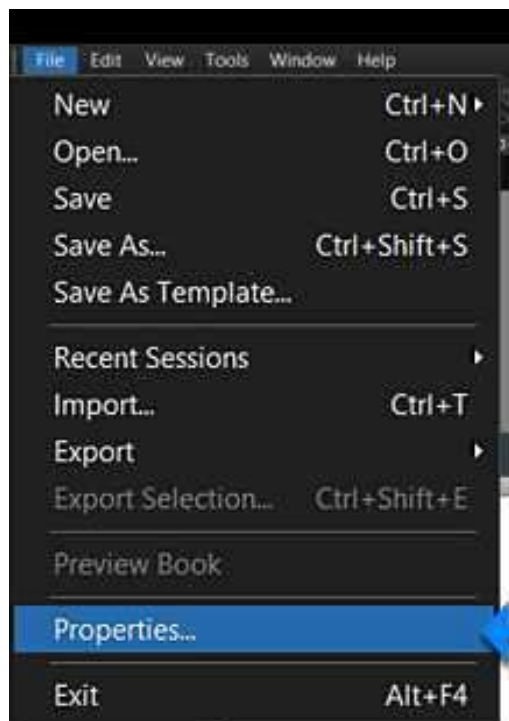 File Edit View Tools Window Help
New Ctrl+N
Open... Ctrl+O
Save Ctrl+S
Save As... Ctrl+Shift+S
Save As Template...
Recent Sessions
Import... Ctrl+T
Export
Export Selection... Ctrl+Shift+E
Preview Book
Properties...
Exit Alt+F4